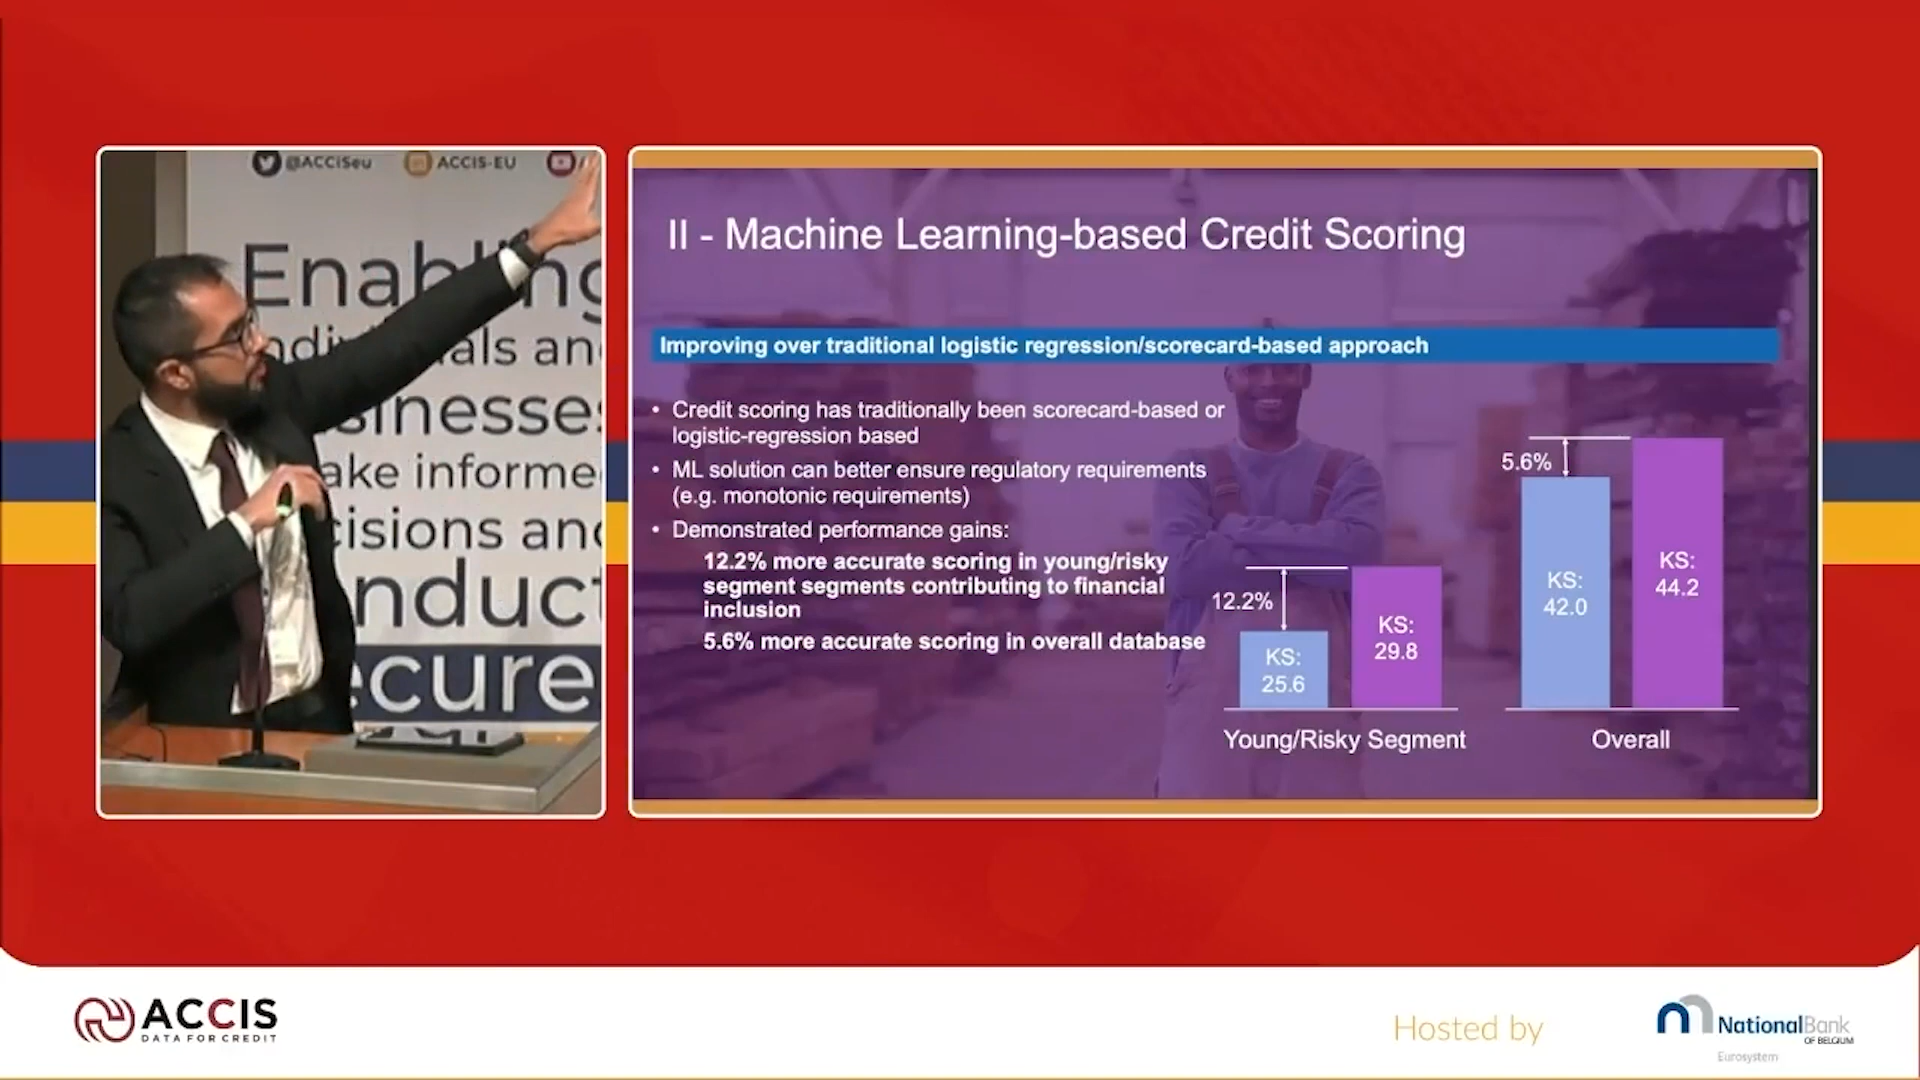 @ACCISeu ACCIS-EU
Enabling
als an
sinesses
ake informe
cisions and
nduct
ecure
II - Machine Learning-based Credit Scoring
Improving over traditional logistic regression/scorecard-based approach
• Credit scoring has traditionally been scorecard-based or
logistic-regression based
• ML solution can better ensure regulatory requirements
(e.g. monotonic requirements)
• Demonstrated performance gains:
12.2% more accurate scoring in young/risky
segment segments contributing to financial
inclusion
5.6% more accurate scoring in overall database
12.2%
KS:
25.6
KS:
29.8
Young/Risky Segment
5.6%
KS:
42.0
KS:
44.2
Overall
ACCIS
DATA FOR CREDIT
Hosted by
NationalBank
OF BELGIUM
Eurosystem